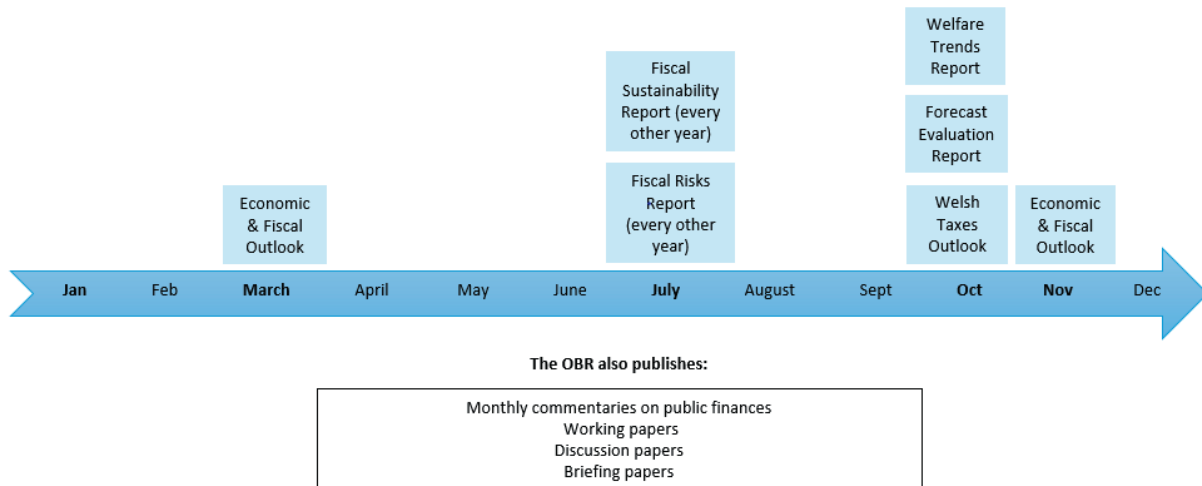 Welfare
Trends
Report
Fiscal
Sustainability
Report (every
other year)
Forecast
Evaluation
Report
Fiscal Risks
Report
(every other
year)
Economic
& Fiscal
Outlook
Welsh
Taxes
Outlook
Economic
& Fiscal
Outlook
Jan Feb March April May June July August Sept Oct Nov Dec
The OBR also publishes:
Monthly commentaries on public finances
Working papers
Discussion papers
Briefing papers